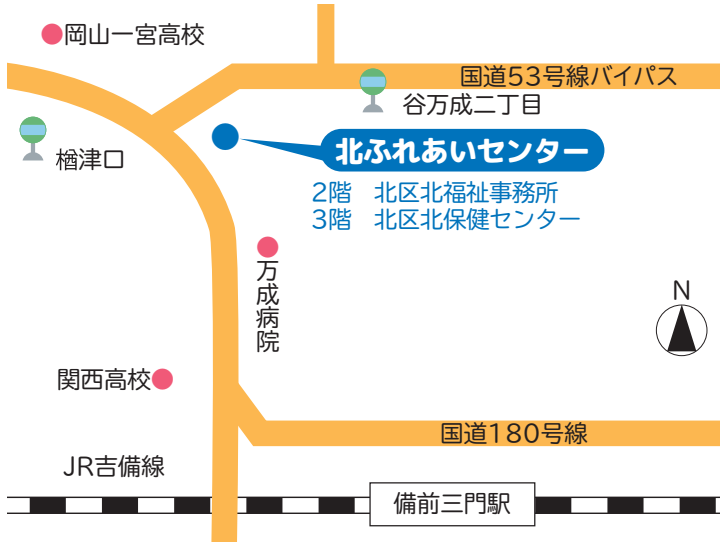 岡山一宮高校
国道53号線バイパス
谷万成二丁目
楢津口
北ふれあいセンター
2階　北区北福祉事務所
3階　北区北保健センター
万成病院
N
関西高校
国道180号線
JR吉備線
備前三門駅